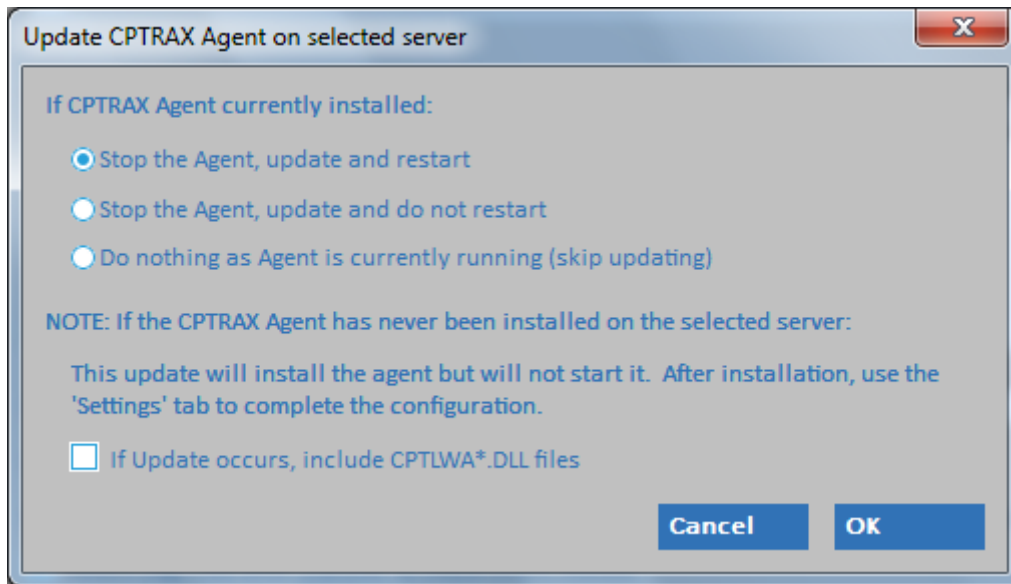 Update CPTRAX Agent on selected server
If CPTRAX Agent currently installed:
Stop the Agent, update and restart
Stop the Agent, update and do not restart
Do nothing as Agent is currently running (skip updating)
NOTE: If the CPTRAX Agent has never been installed on the selected server:
This update will install the agent but will not start it.  After installation, use the
'Settings' tab to complete the configuration.
If Update occurs, include CPTLWA*.DLL files
Cancel
OK